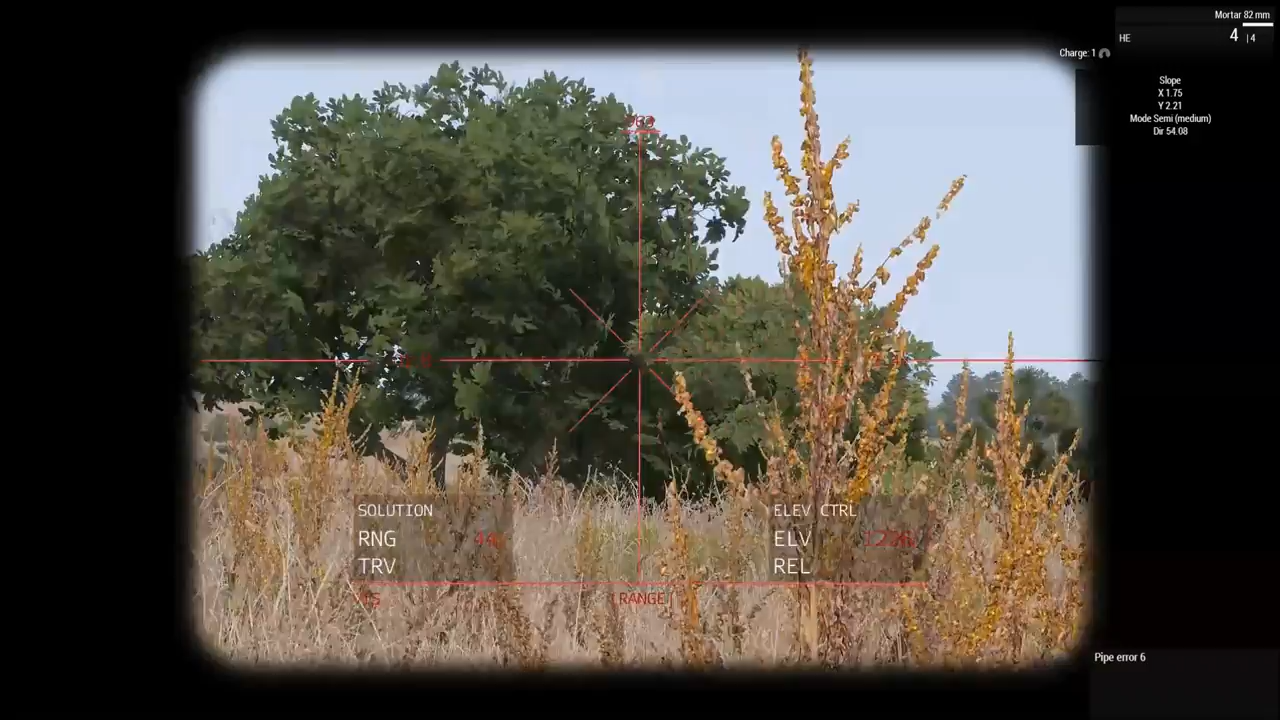 Mortar 82 mm
HE 4 | 4
Charge: 1
Slope
X 1.75
Y 2.21
Mode Semi (medium)
Dir 54.08
SOLUTION
RNG
TRV
ELEV CTRL
ELV
REL
RANGE
Pipe error 6